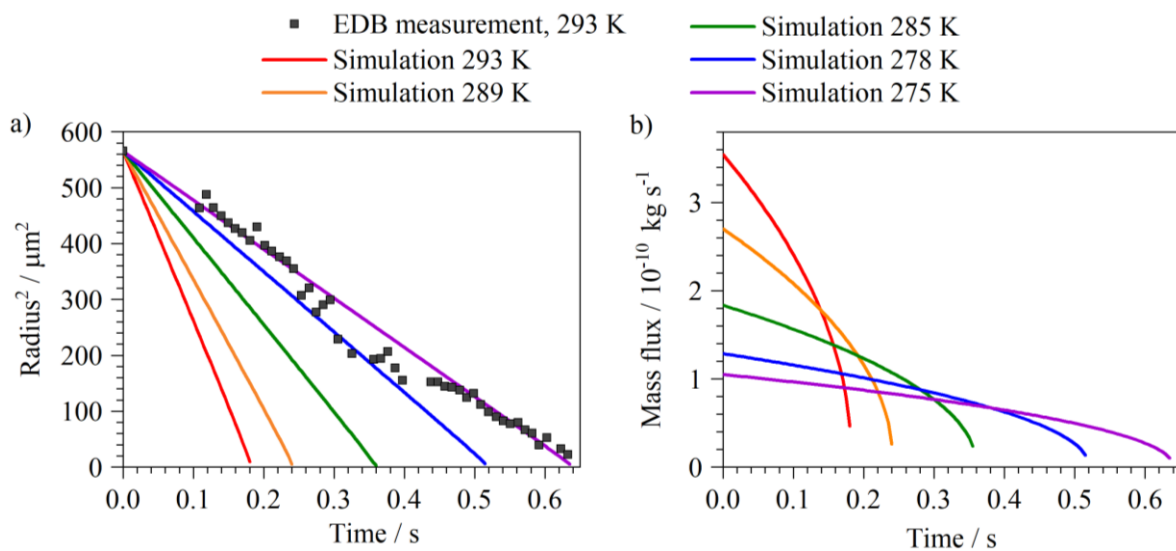 EDB measurement, 293 K
Simulation 293 K
Simulation 289 K
Simulation 285 K
Simulation 278 K
Simulation 275 K
a)
600
500
400
300
200
100
0
Radius² / µm²
0.0 0.1 0.2 0.3 0.4 0.5 0.6
Time / s
b)
3
2
1
0
Mass flux / 10⁻¹⁰ kg s⁻¹
0.0 0.1 0.2 0.3 0.4 0.5 0.6
Time / s